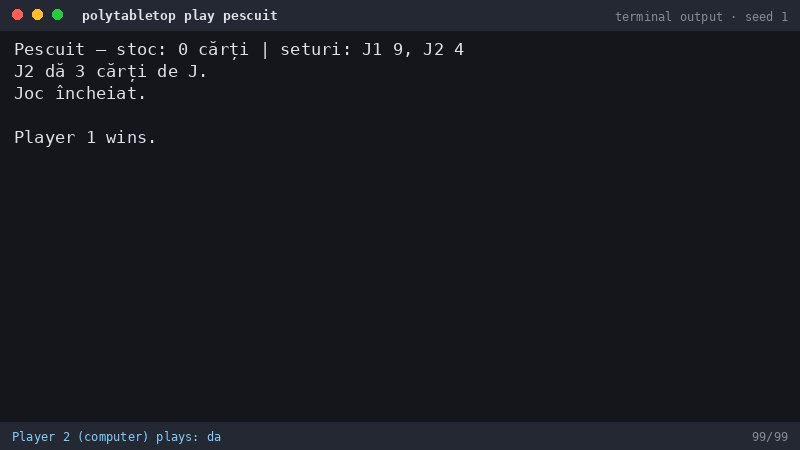 polytabletop play pescuit
terminal output · seed 1
Pescuit — stoc: 0 cărți | seturi: J1 9, J2 4
J2 dă 3 cărți de J.
Joc încheiat.
Player 1 wins.
Player 2 (computer) plays: da
99/99